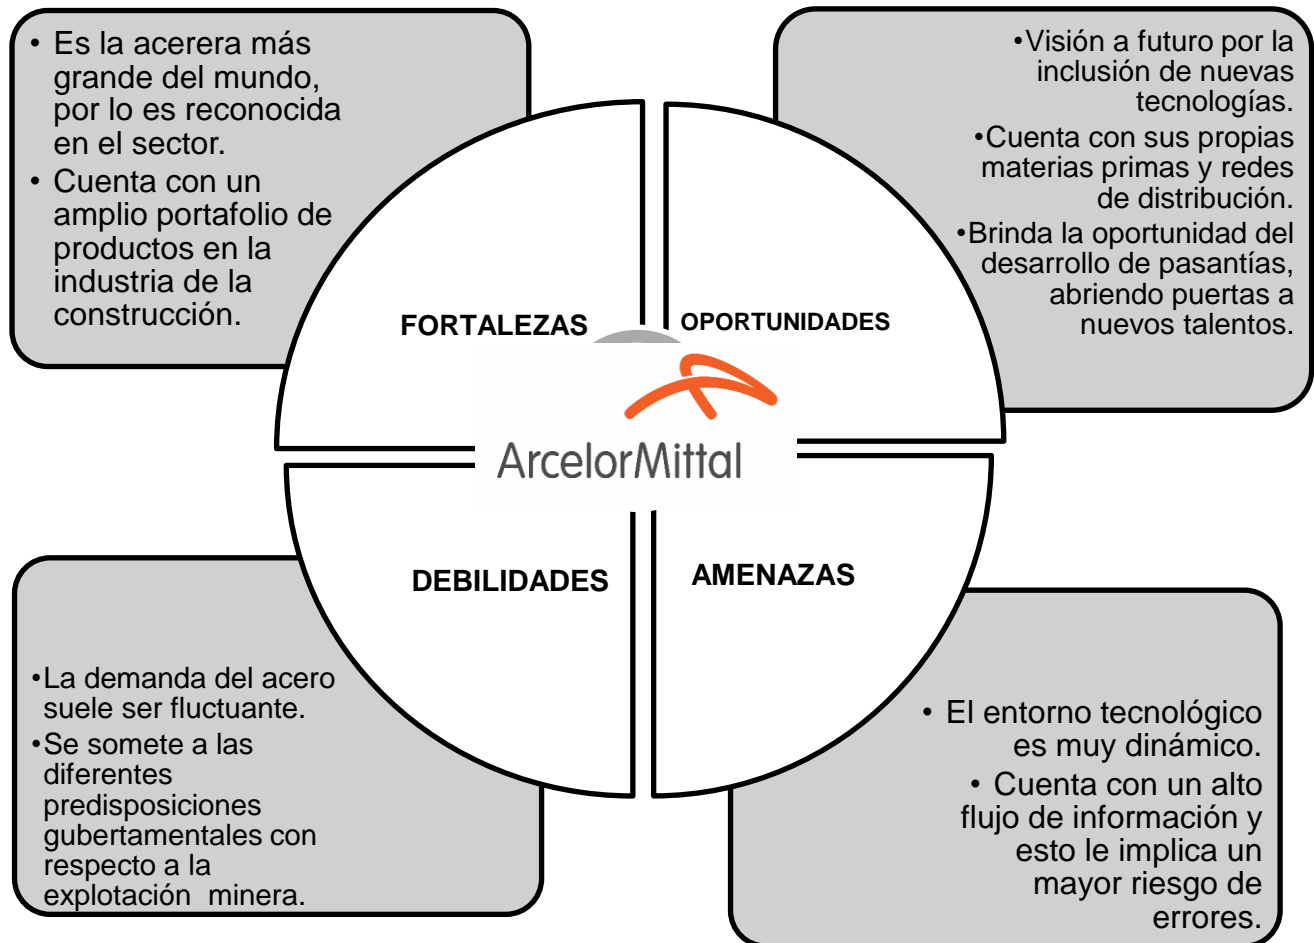 • Es la acerera más
grande del mundo,
por lo es reconocida
en el sector.
• Cuenta con un
amplio portafolio de
productos en la
industria de la
construcción.
•Visión a futuro por la
inclusión de nuevas
tecnologías.
•Cuenta con sus propias
materias primas y redes
de distribución.
•Brinda la oportunidad del
desarrollo de pasantías,
abriendo puertas a
nuevos talentos.
FORTALEZAS
OPORTUNIDADES
ArcelorMittal
DEBILIDADES
AMENAZAS
•La demanda del acero
suele ser fluctuante.
•Se somete a las
diferentes
predisposiciones
gubertamentales con
respecto a la
explotación minera.
• El entorno tecnológico
es muy dinámico.
• Cuenta con un alto
flujo de información y
esto le implica un
mayor riesgo de
errores.